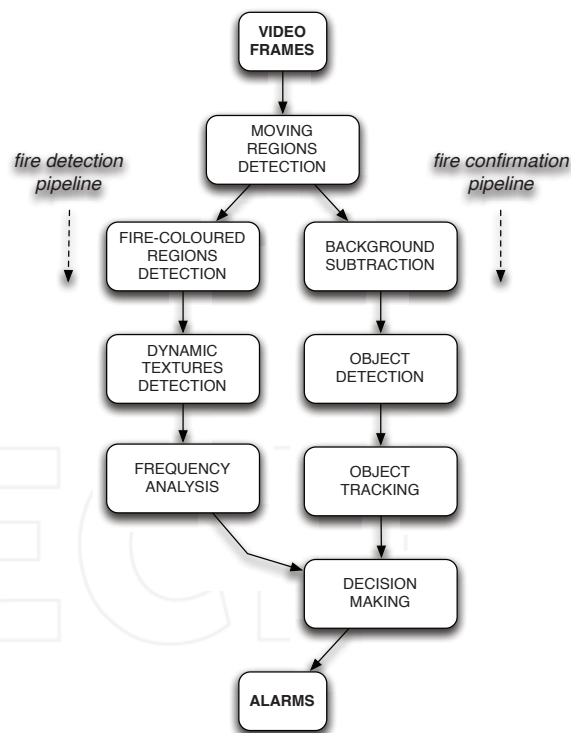 VIDEO
FRAMES
MOVING
REGIONS
DETECTION
fire detection
pipeline
fire confirmation
pipeline
FIRE-COLOURED
REGIONS
DETECTION
BACKGROUND
SUBTRACTION
DYNAMIC
TEXTURES
DETECTION
OBJECT
DETECTION
FREQUENCY
ANALYSIS
OBJECT
TRACKING
DECISION
MAKING
ALARMS